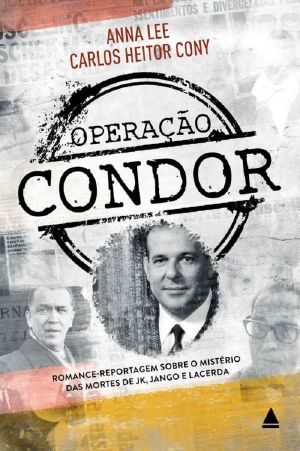 ANNA LEE
CARLOS HEITOR CONY
OPERAÇÃO
CONDOR
ROMANCE-REPORTAGEM SOBRE O MISTÉRIO
DAS MORTES DE JK, JANGO E LACERDA